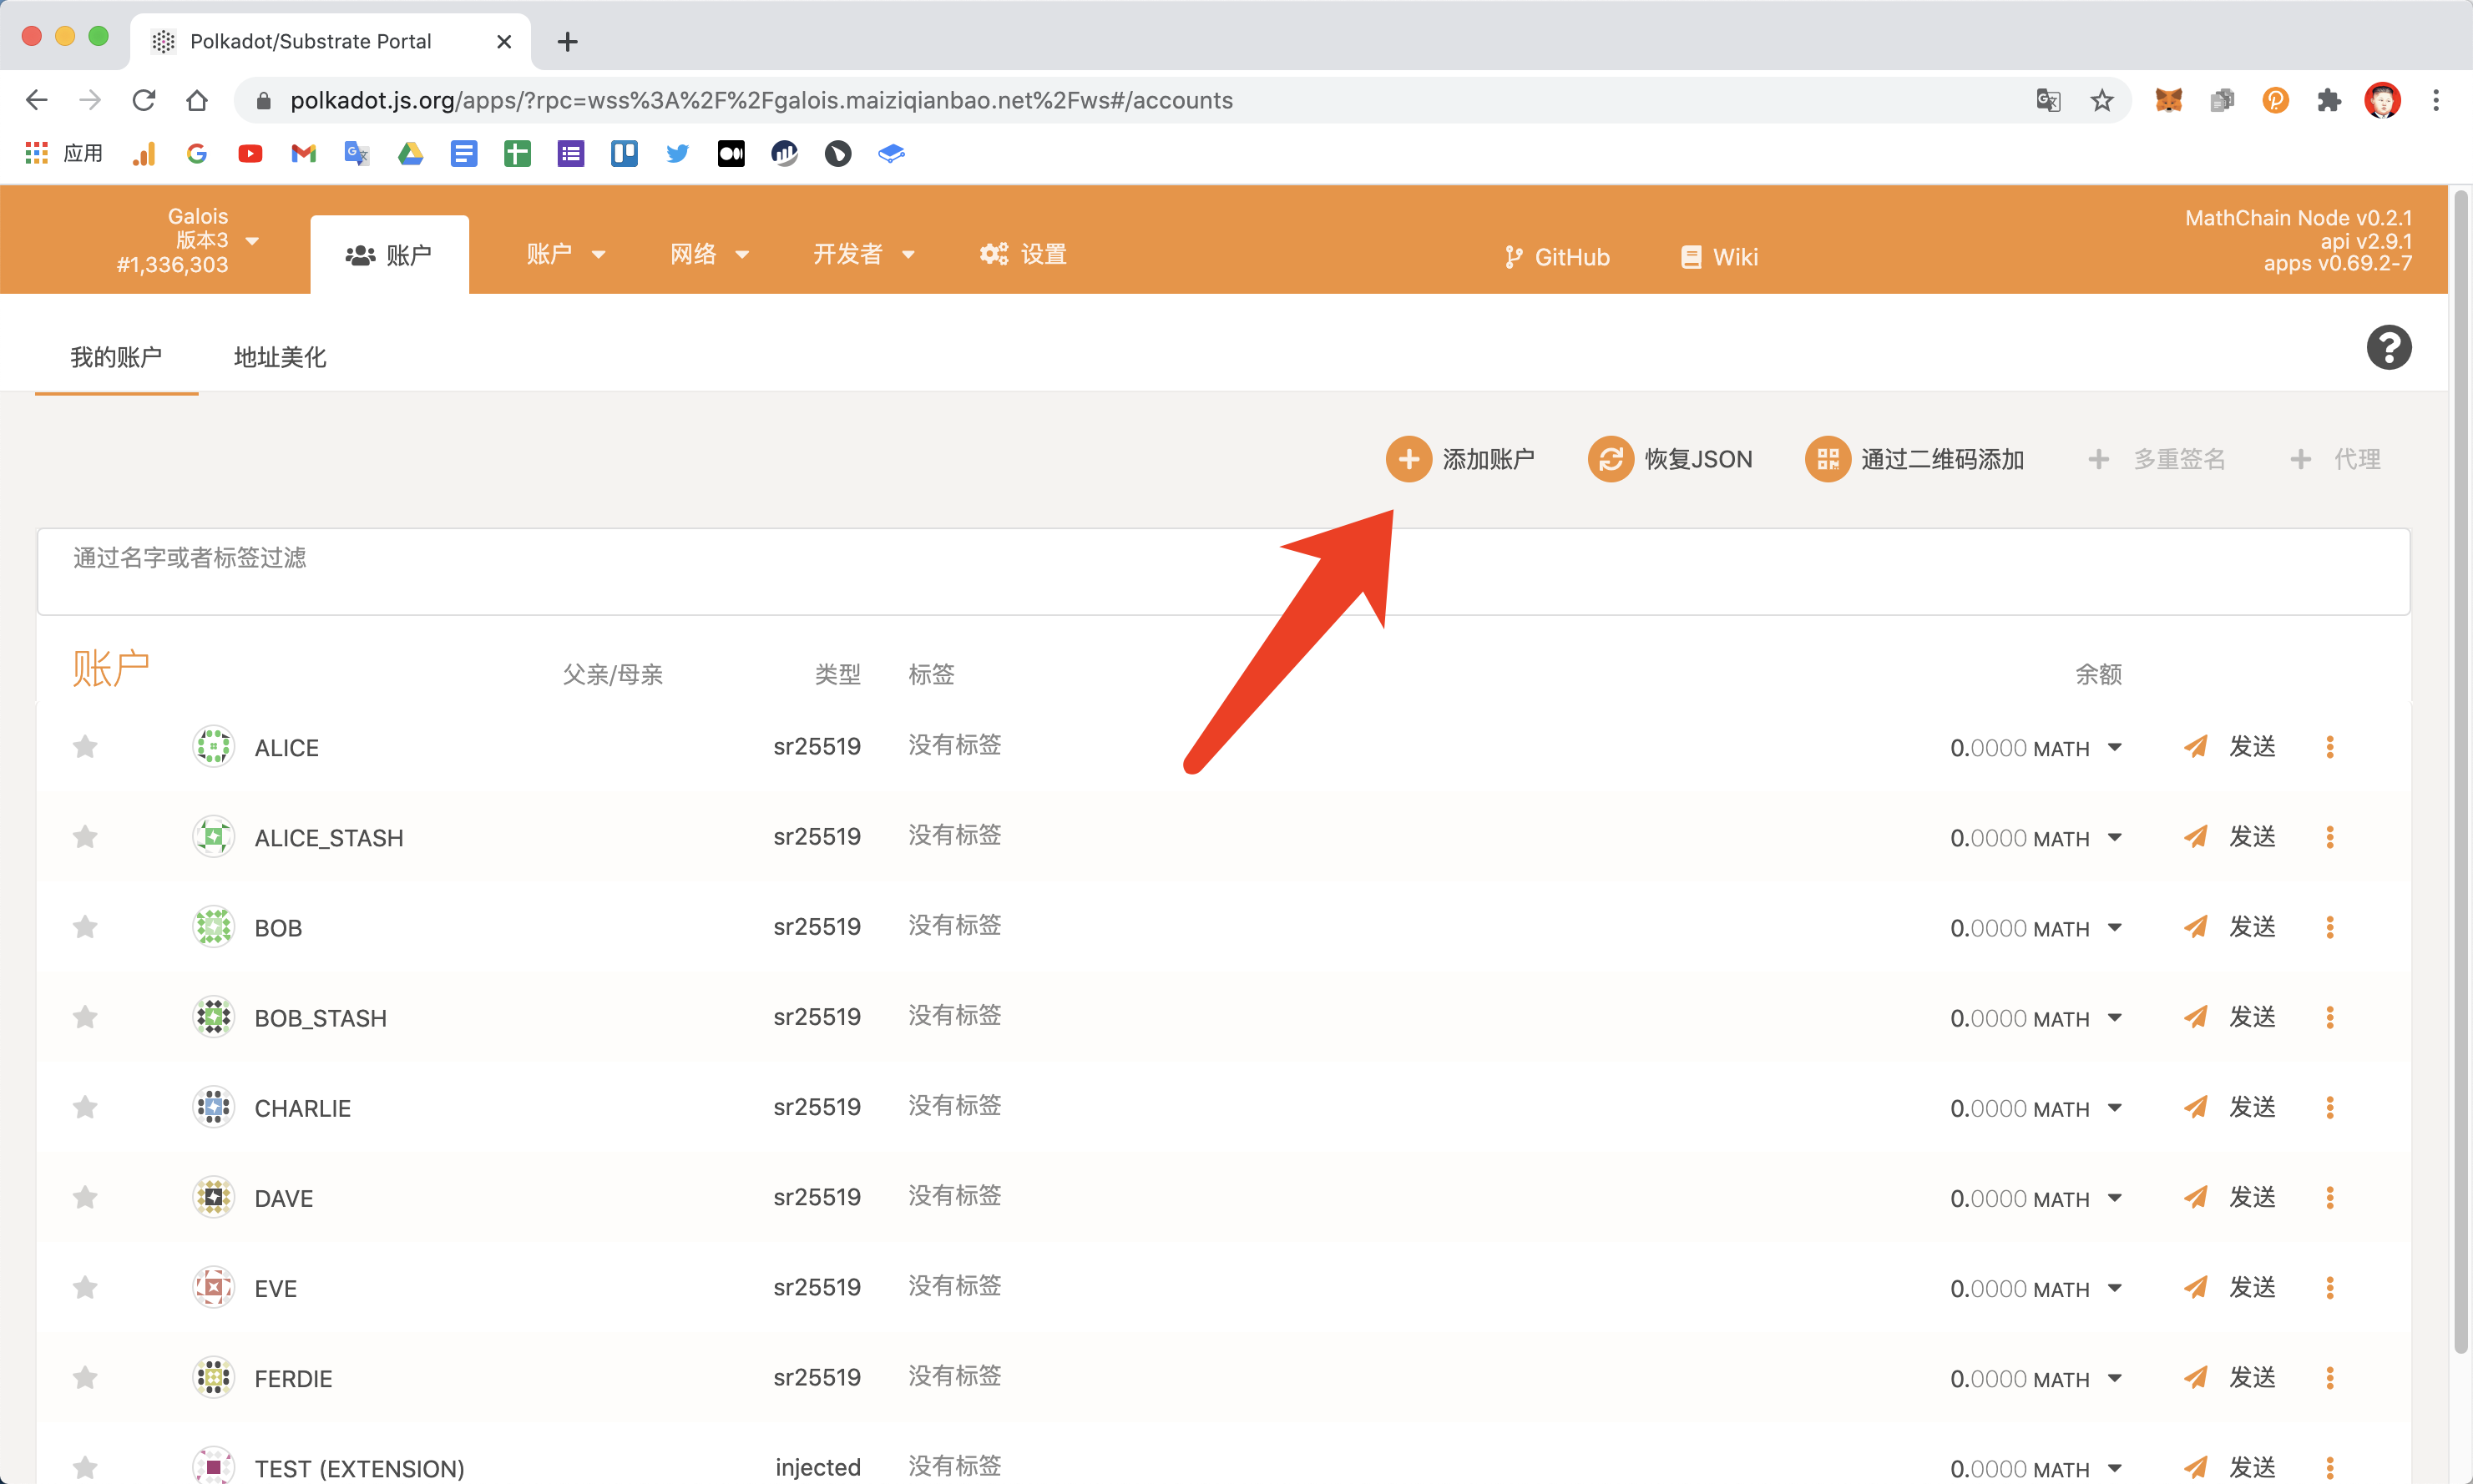 Polkadot/Substrate Portal
polkadot.js.org/apps/?rpc=wss%3A%2F%2Fgalois.maiziqianbao.net%2Fws#/accounts
应用
Galois
版本3
#1,336,303
账户
账户
网络
开发者
设置
GitHub
Wiki
MathChain Node v0.2.1
api v2.9.1
apps v0.69.2-7
我的账户
地址美化
添加账户
恢复JSON
通过二维码添加
多重签名
代理
通过名字或者标签过滤
账户 父亲/母亲 类型 标签 余额
ALICE sr25519 没有标签 0.0000 MATH 发送
ALICE_STASH sr25519 没有标签 0.0000 MATH 发送
BOB sr25519 没有标签 0.0000 MATH 发送
BOB_STASH sr25519 没有标签 0.0000 MATH 发送
CHARLIE sr25519 没有标签 0.0000 MATH 发送
DAVE sr25519 没有标签 0.0000 MATH 发送
EVE sr25519 没有标签 0.0000 MATH 发送
FERDIE sr25519 没有标签 0.0000 MATH 发送
TEST (EXTENSION) injected 没有标签 0.0000 MATH 发送